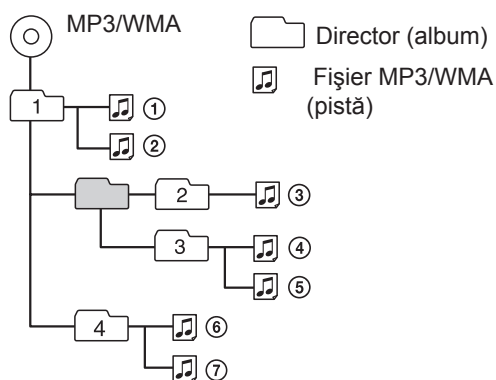 MP3/WMA
Director (album)
Fişier MP3/WMA
(pistă)
1
①
②
2
③
3
④
⑤
4
⑥
⑦